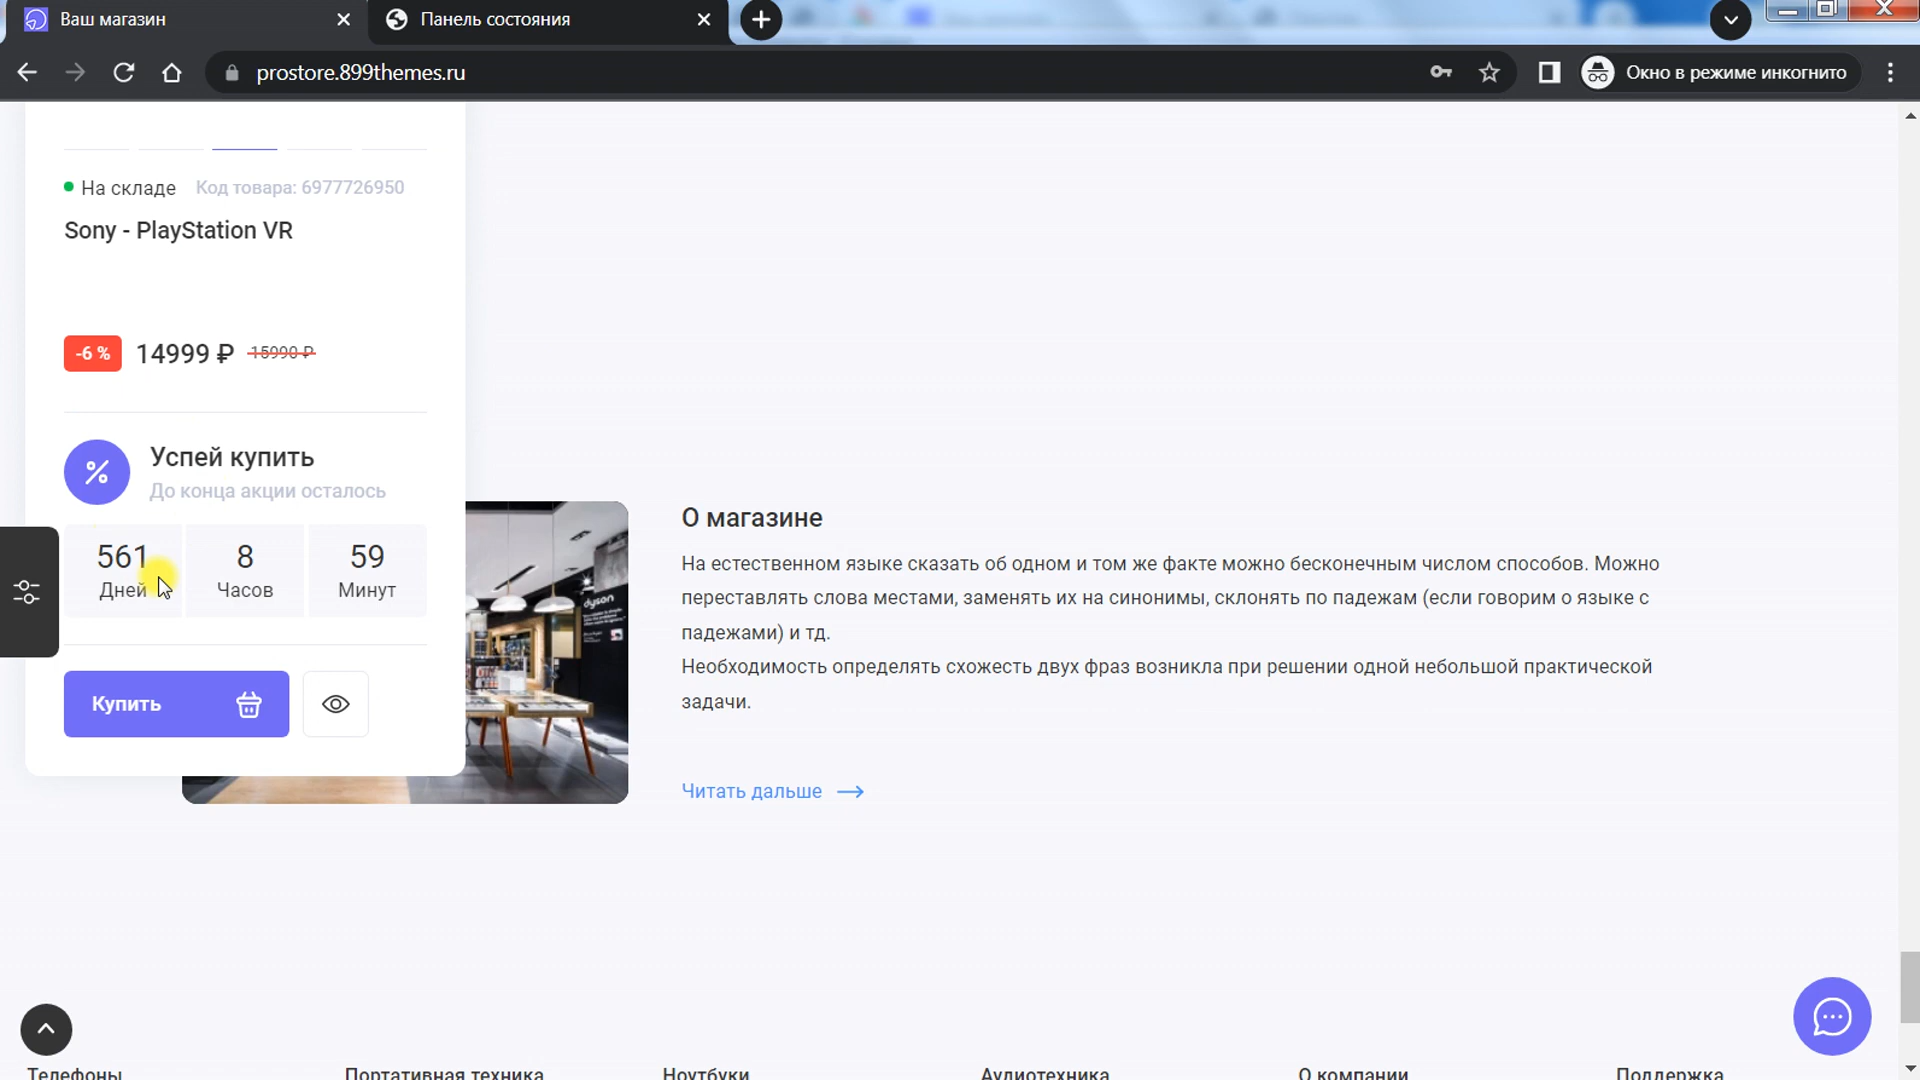 Ваш магазин
Панель состояния
prostore.899themes.ru
Окно в режиме инкогнито
На складе Код товара: 6977726950
Sony - PlayStation VR
-6 % 14999 ₽ 15990 ₽
%
Успей купить
До конца акции осталось
561 8 59
Дней Часов Минут
Купить
dyson
О магазине
На естественном языке сказать об одном и том же факте можно бесконечным числом способов. Можно
переставлять слова местами, заменять их на синонимы, склонять по падежам (если говорим о языке с
падежами) и тд.
Необходимость определять схожесть двух фраз возникла при решении одной небольшой практической
задачи.
Читать дальше
Телефоны Портативная техника Ноутбуки Аудиотехника О компании Поддержка